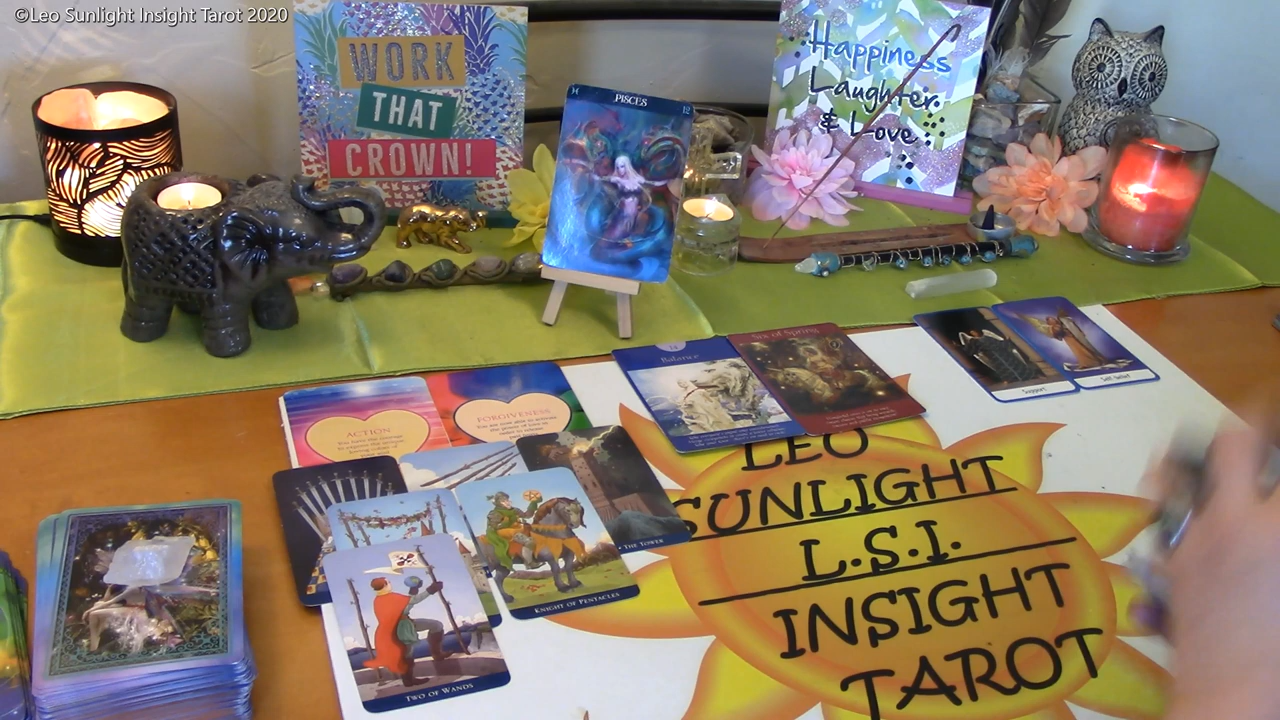 ©Leo Sunlight Insight Tarot 2020
WORK
THAT
CROWN!
Happiness
Laughter
& Love
PISCES
12
Balance
Six of Spring
Support
Self-belief
ACTION
FORGIVENESS
THE TOWER
KNIGHT OF PENTACLES
TWO OF WANDS
LEO
SUNLIGHT
L.S.I.
INSIGHT
TAROT